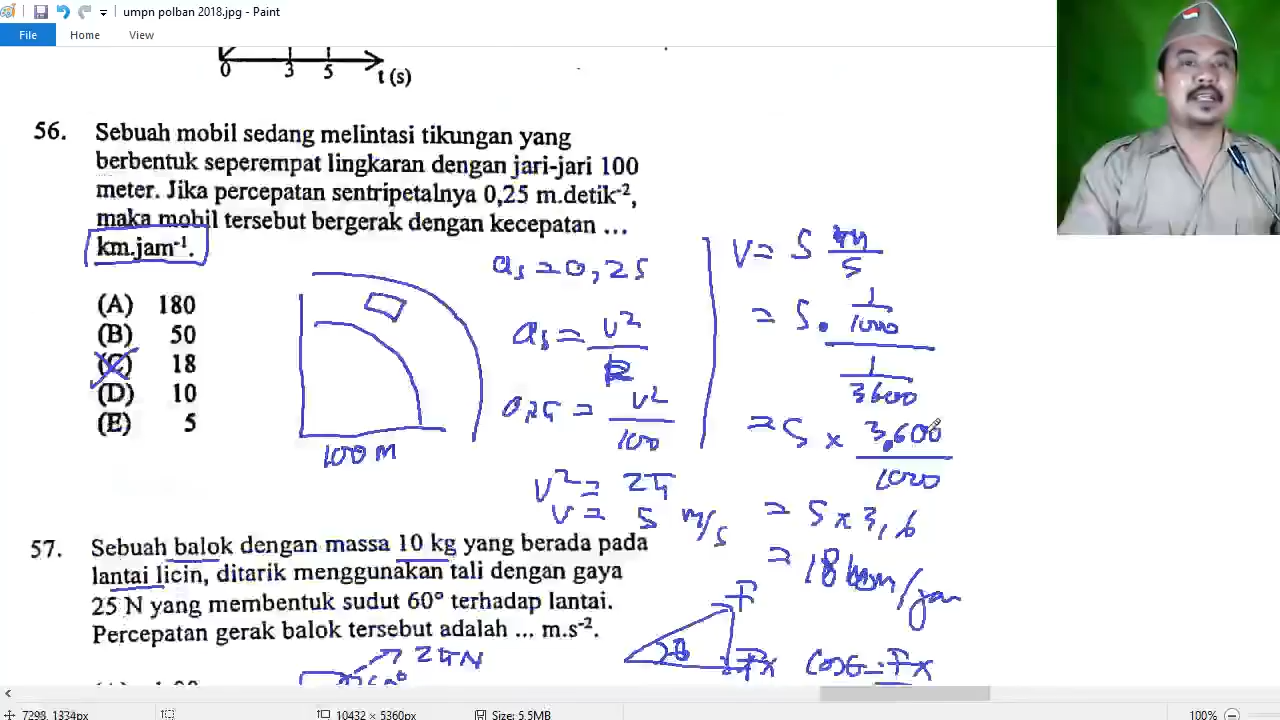 umpn polban 2018.jpg - Paint
File Home View
0 3 5 t (s)
56. Sebuah mobil sedang melintasi tikungan yang
berbentuk seperempat lingkaran dengan jari-jari 100
meter. Jika percepatan sentripetalnya 0,25 m.detik⁻²,
maka mobil tersebut bergerak dengan kecepatan ...
km.jam⁻¹.
(A) 180
(B) 50
(C) 18
(D) 10
(E) 5
100 M
as = 0,25
as = v² / R
0,25 = v² / 100
v² = 25
v = 5 m/s
v = 5 m/s
= 5 . 1/1000 / 1/3600
= 5 x 3.600/1000
= 5 x 3,6
= 18 km/jam
57. Sebuah balok dengan massa 10 kg yang berada pada
lantai licin, ditarik menggunakan tali dengan gaya
25 N yang membentuk sudut 60° terhadap lantai.
Percepatan gerak balok tersebut adalah ... m.s⁻².
25 N
60°
F
θ
Fx
cos θ = Fx
7298, 1334px
10432 × 5360px
Size: 5.5MB
100%